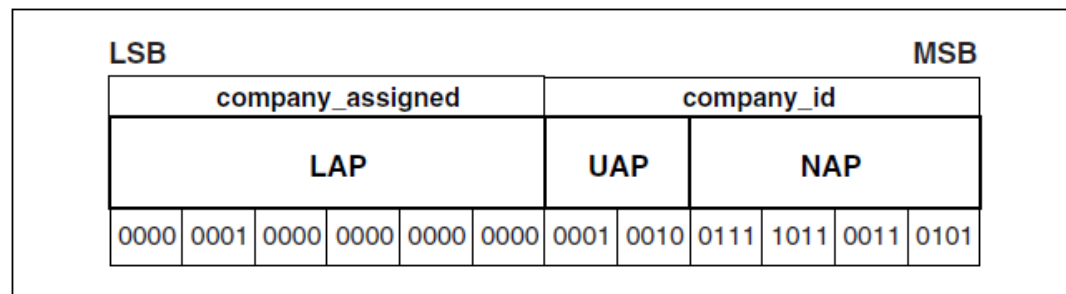 LSB MSB
company_assigned company_id
LAP UAP NAP
0000 0001 0000 0000 0000 0000 0001 0010 0111 1011 0011 0101